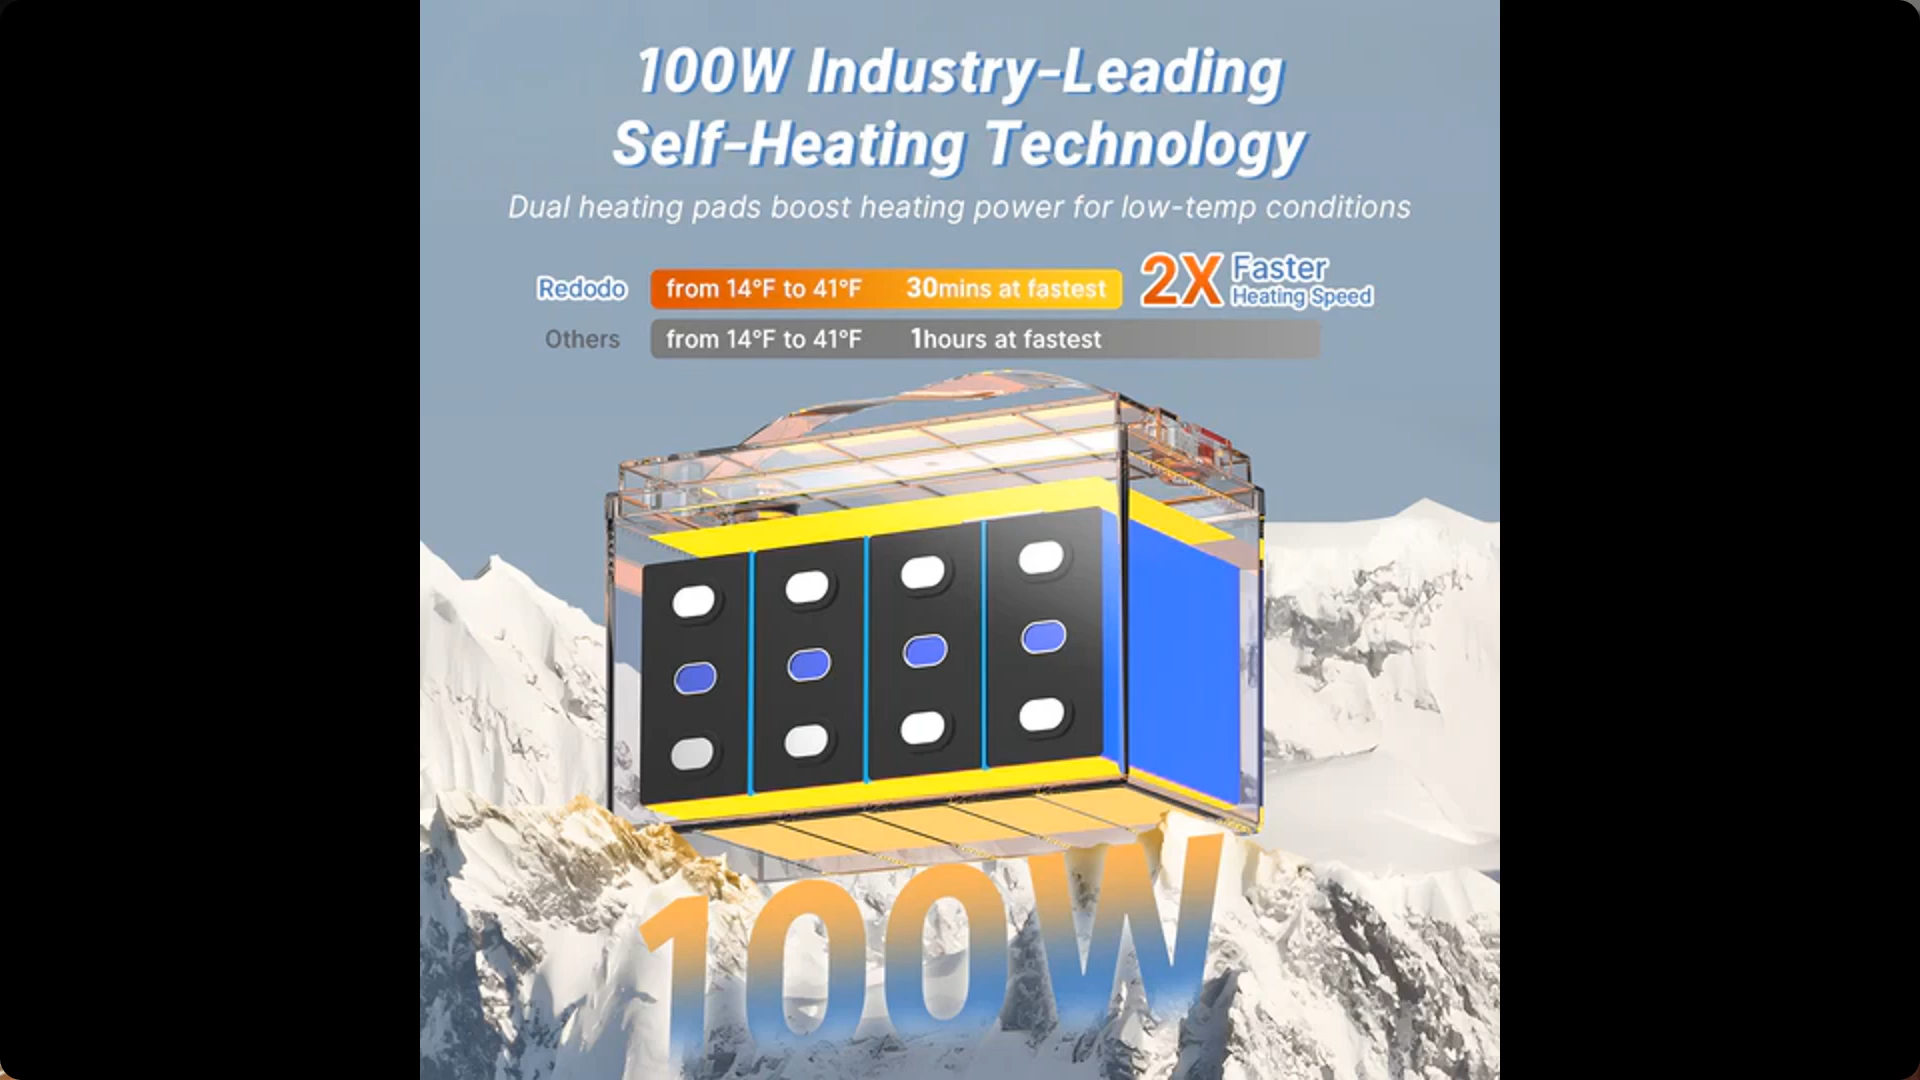 100W Industry-Leading
Self-Heating Technology
Dual heating pads boost heating power for low-temp conditions
Redodo from 14°F to 41°F 30mins at fastest 2X Faster Heating Speed
Others from 14°F to 41°F 1hours at fastest
100W